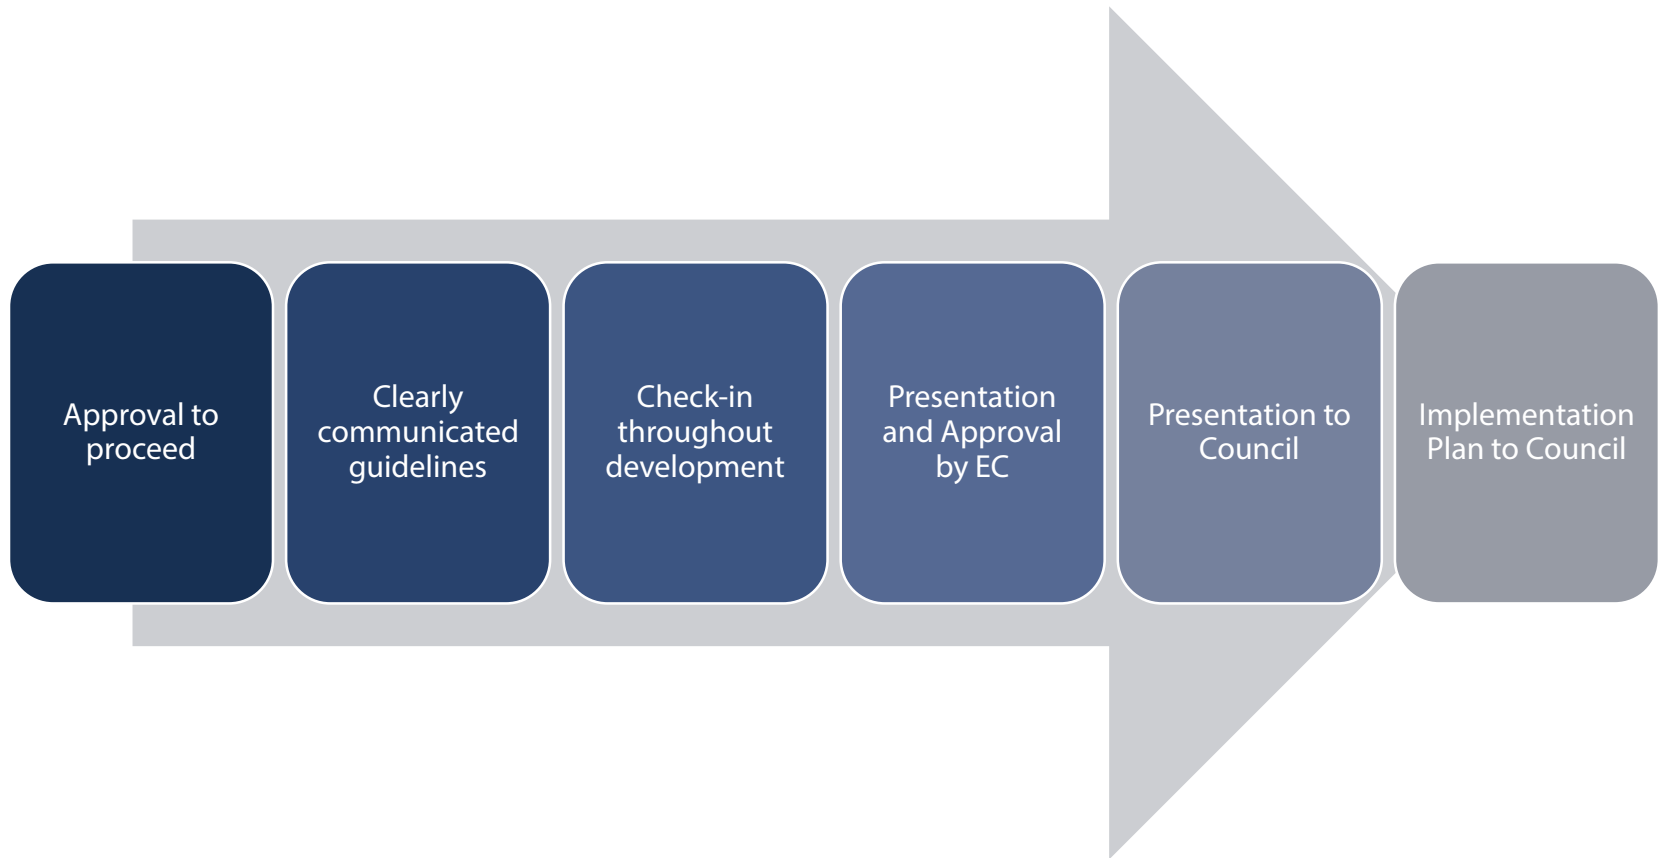 Approval to
proceed
Clearly
communicated
guidelines
Check-in
throughout
development
Presentation
and Approval
by EC
Presentation to
Council
Implementation
Plan to Council